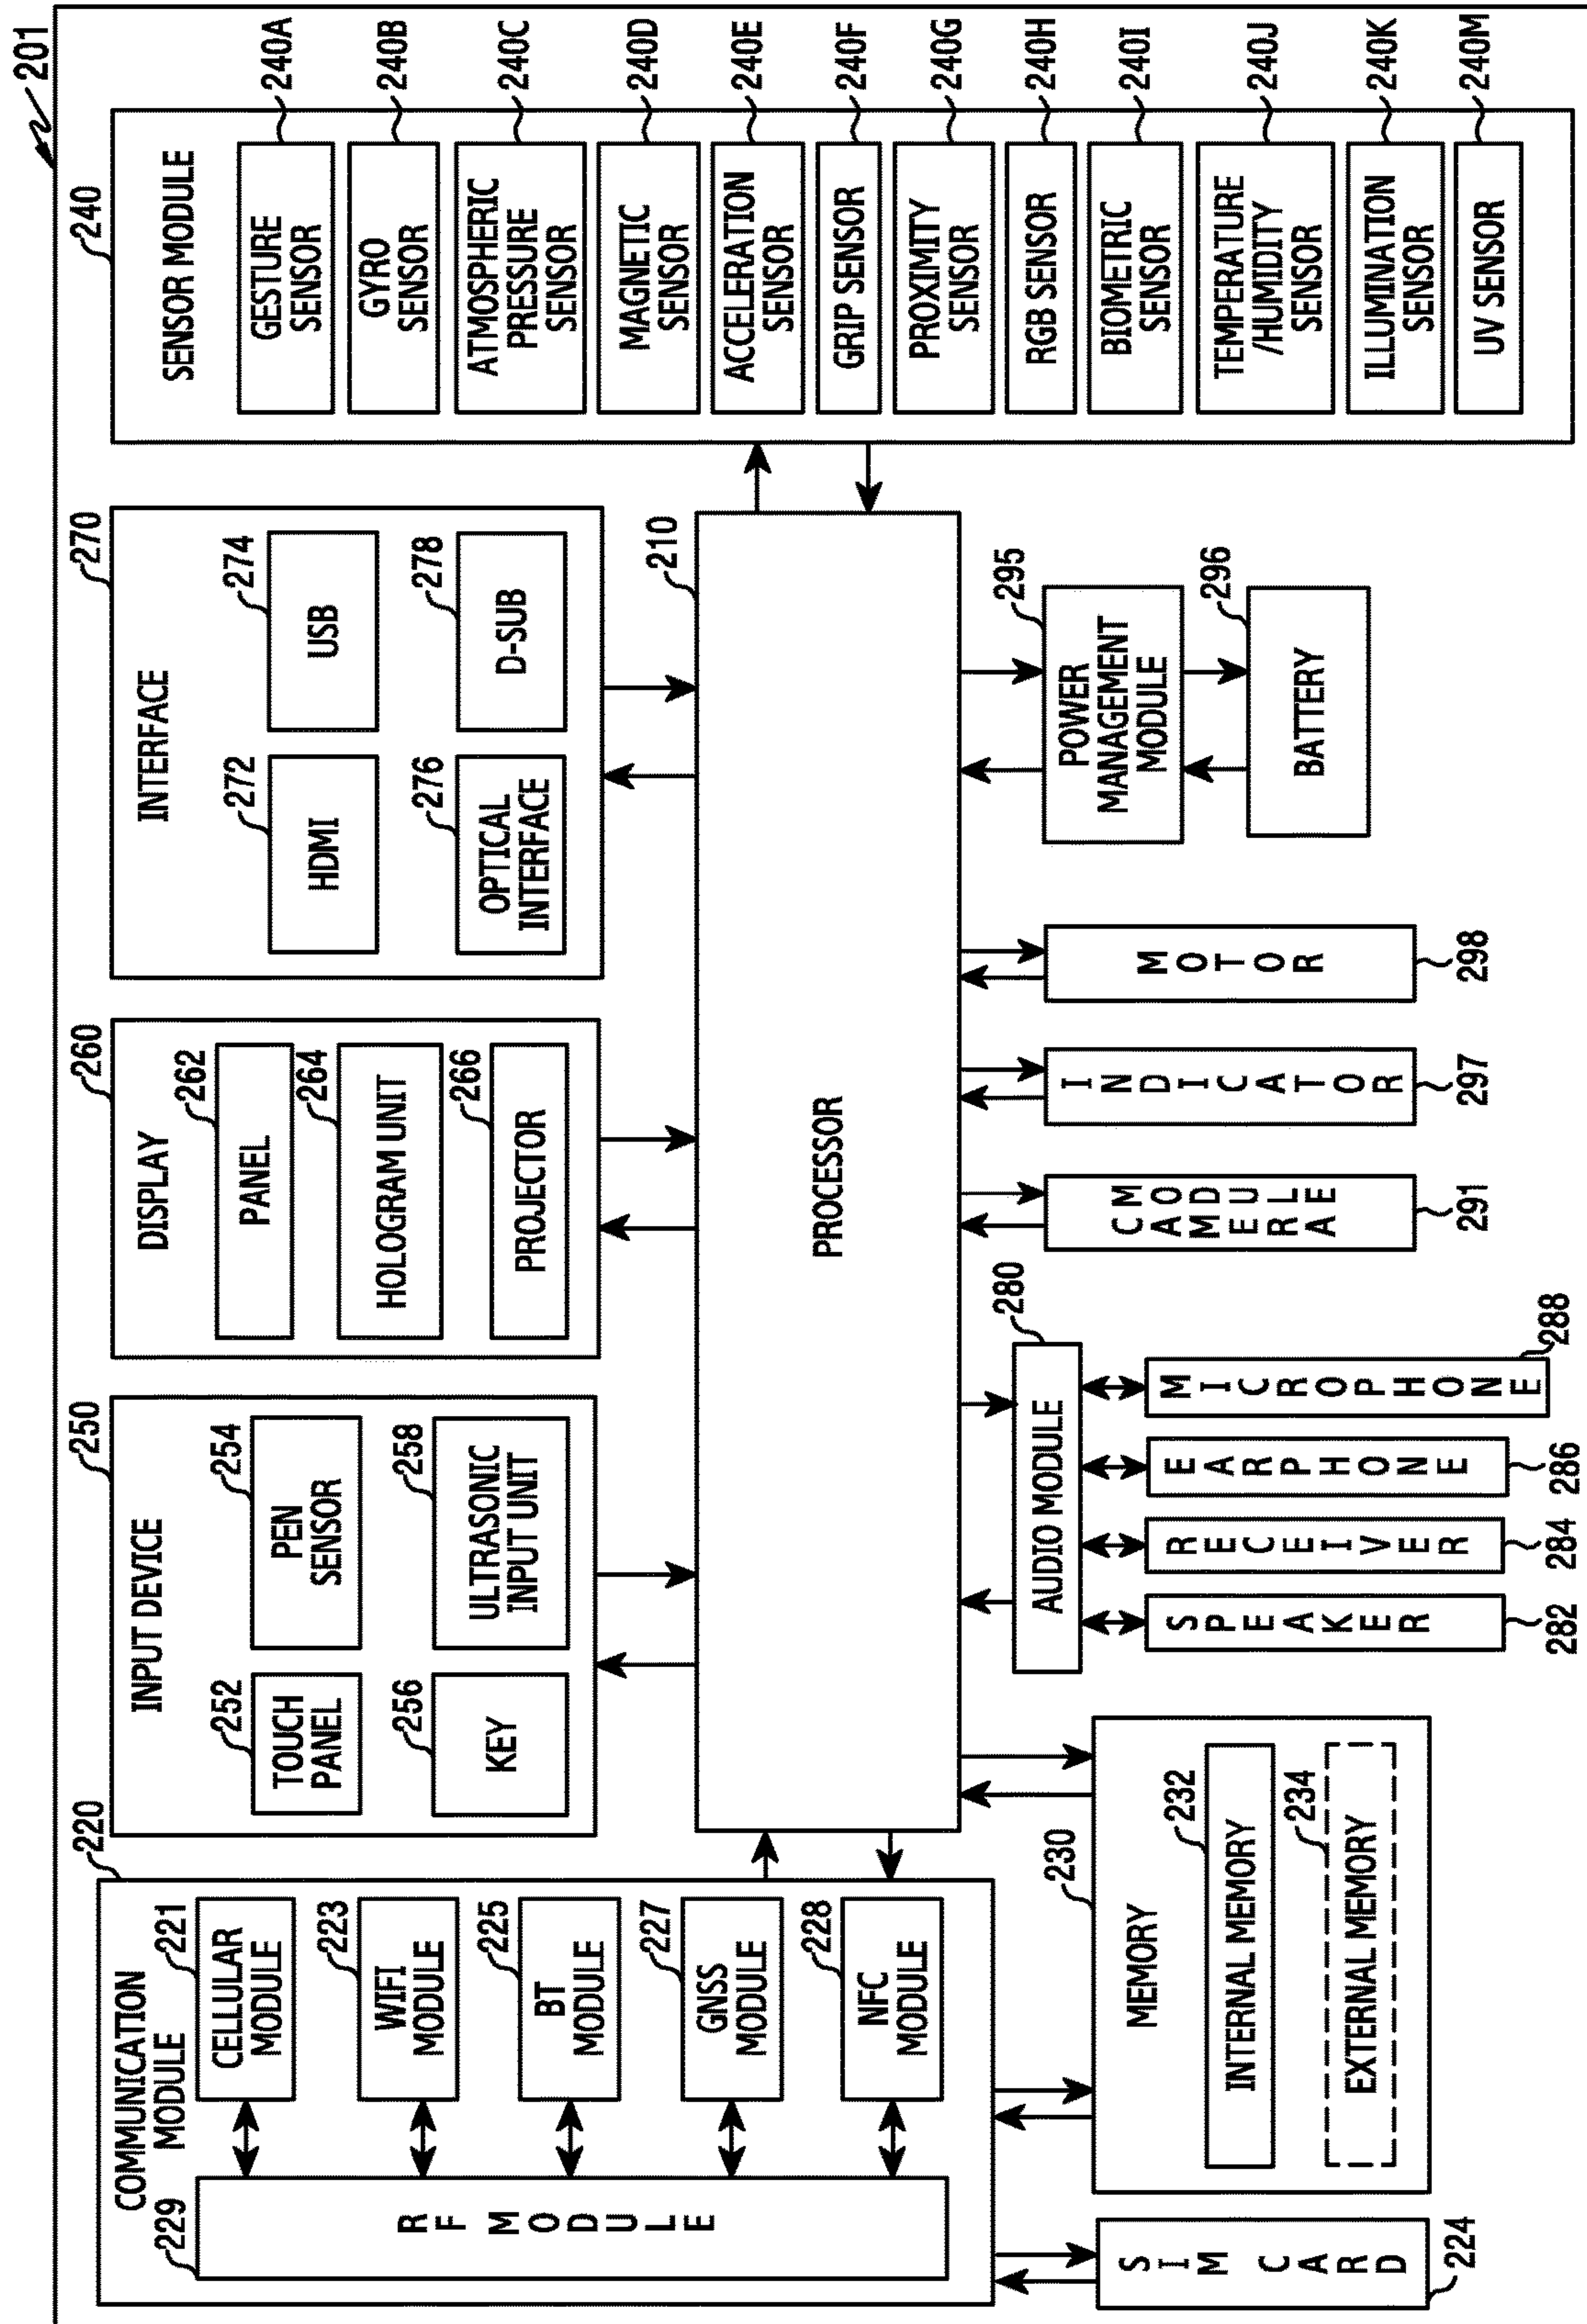 201
COMMUNICATION
MODULE
220
229
RF MODULE
221
CELLULAR
MODULE
223
WIFI
MODULE
225
BT
MODULE
227
GNSS
MODULE
228
NFC
MODULE
INPUT DEVICE
250
252
TOUCH
PANEL
254
PEN
SENSOR
256
KEY
258
ULTRASONIC
INPUT UNIT
DISPLAY
260
262
PANEL
264
HOLOGRAM UNIT
266
PROJECTOR
INTERFACE
270
272
HDMI
274
USB
276
OPTICAL
INTERFACE
278
D-SUB
240
SENSOR MODULE
GESTURE
SENSOR
240A
GYRO
SENSOR
240B
ATMOSPHERIC
PRESSURE
SENSOR
240C
MAGNETIC
SENSOR
240D
ACCELERATION
SENSOR
240E
GRIP SENSOR
240F
PROXIMITY
SENSOR
240G
RGB SENSOR
240H
BIOMETRIC
SENSOR
240I
TEMPERATURE
/HUMIDITY
SENSOR
240J
ILLUMINATION
SENSOR
240K
UV SENSOR
240M
PROCESSOR
210
SIM CARD
224
230
MEMORY
232
INTERNAL MEMORY
234
EXTERNAL MEMORY
280
AUDIO MODULE
SPEAKER
282
RECEIVER
284
EARPHONE
286
MICROPHONE
288
CAMERA
MODULE
291
INDICATOR
297
MOTOR
298
295
POWER
MANAGEMENT
MODULE
296
BATTERY